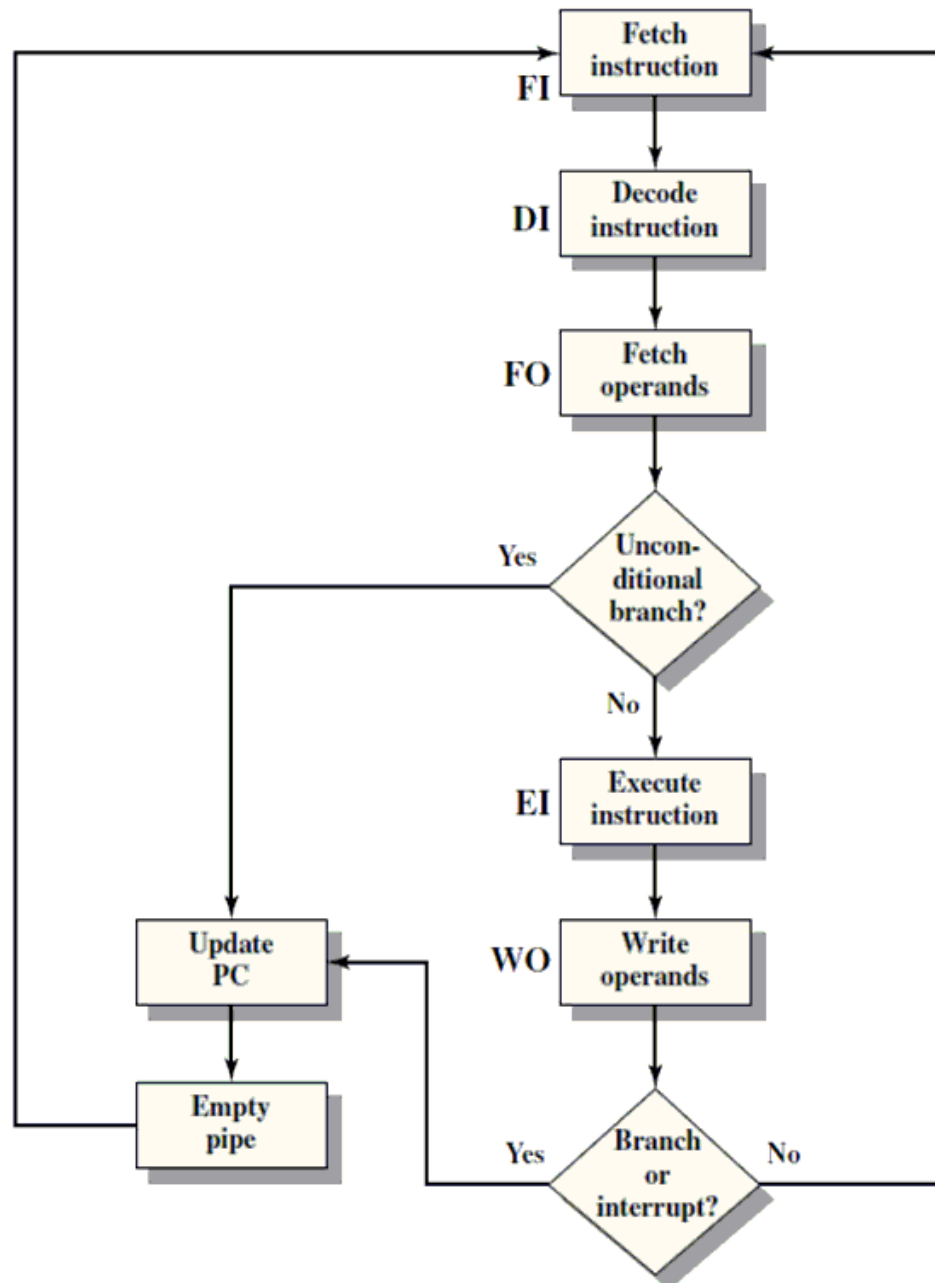 Fetch
instruction
FI
Decode
instruction
DI
Fetch
operands
FO
Uncon-
ditional
branch?
Yes
No
Execute
instruction
EI
Write
operands
WO
Update
PC
Empty
pipe
Branch
or
interrupt?
Yes
No